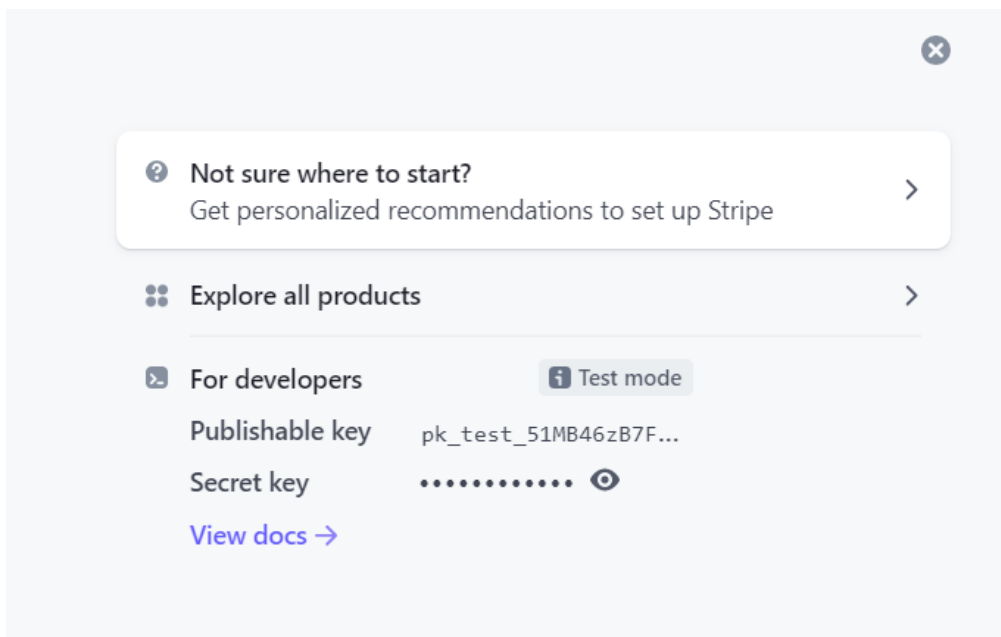 Not sure where to start?
Get personalized recommendations to set up Stripe
Explore all products
For developers
Test mode
Publishable key pk_test_51MB46zB7F...
Secret key ••••••••••••
View docs →